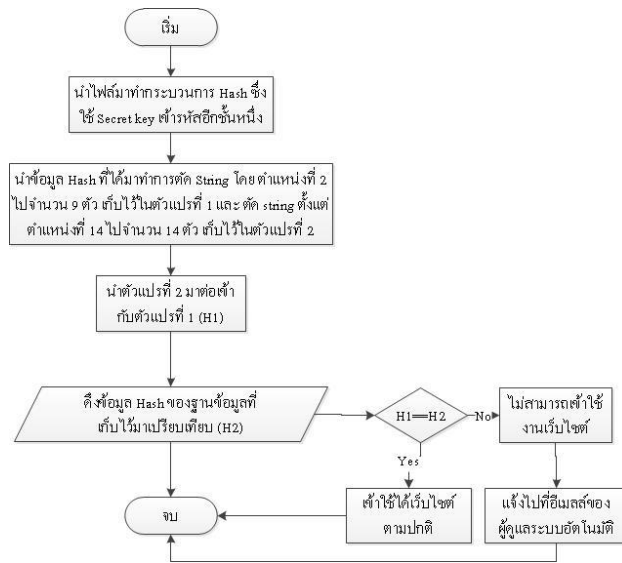 เริ่ม
นำไฟล์มาทำกระบวนการ Hash ซึ่ง
ใช้ Secret key เข้ารหัสอีกชั้นหนึ่ง
นำข้อมูล Hash ที่ได้มาทำการตัด String โดย ตำแหน่งที่ 2
ไปจำนวน 9 ตัว เก็บไว้ในตัวแปรที่ 1 และ ตัด string ตั้งแต่
ตำแหน่งที่ 14 ไปจำนวน 14 ตัว เก็บไว้ในตัวแปรที่ 2
นำตัวแปรที่ 2 มาต่อเข้า
กับตัวแปรที่ 1 (H1)
ดึงข้อมูล Hash ของฐานข้อมูลที่
เก็บไว้มาเปรียบเทียบ (H2)
H1==H2
No
ไม่สามารถเข้าใช้
งานเว็บไซต์
Yes
เข้าใช้ได้เว็บไซต์
ตามปกติ
แจ้งไปที่อีเมลล์ของ
ผู้ดูแลระบบอัตโนมัติ
จบ